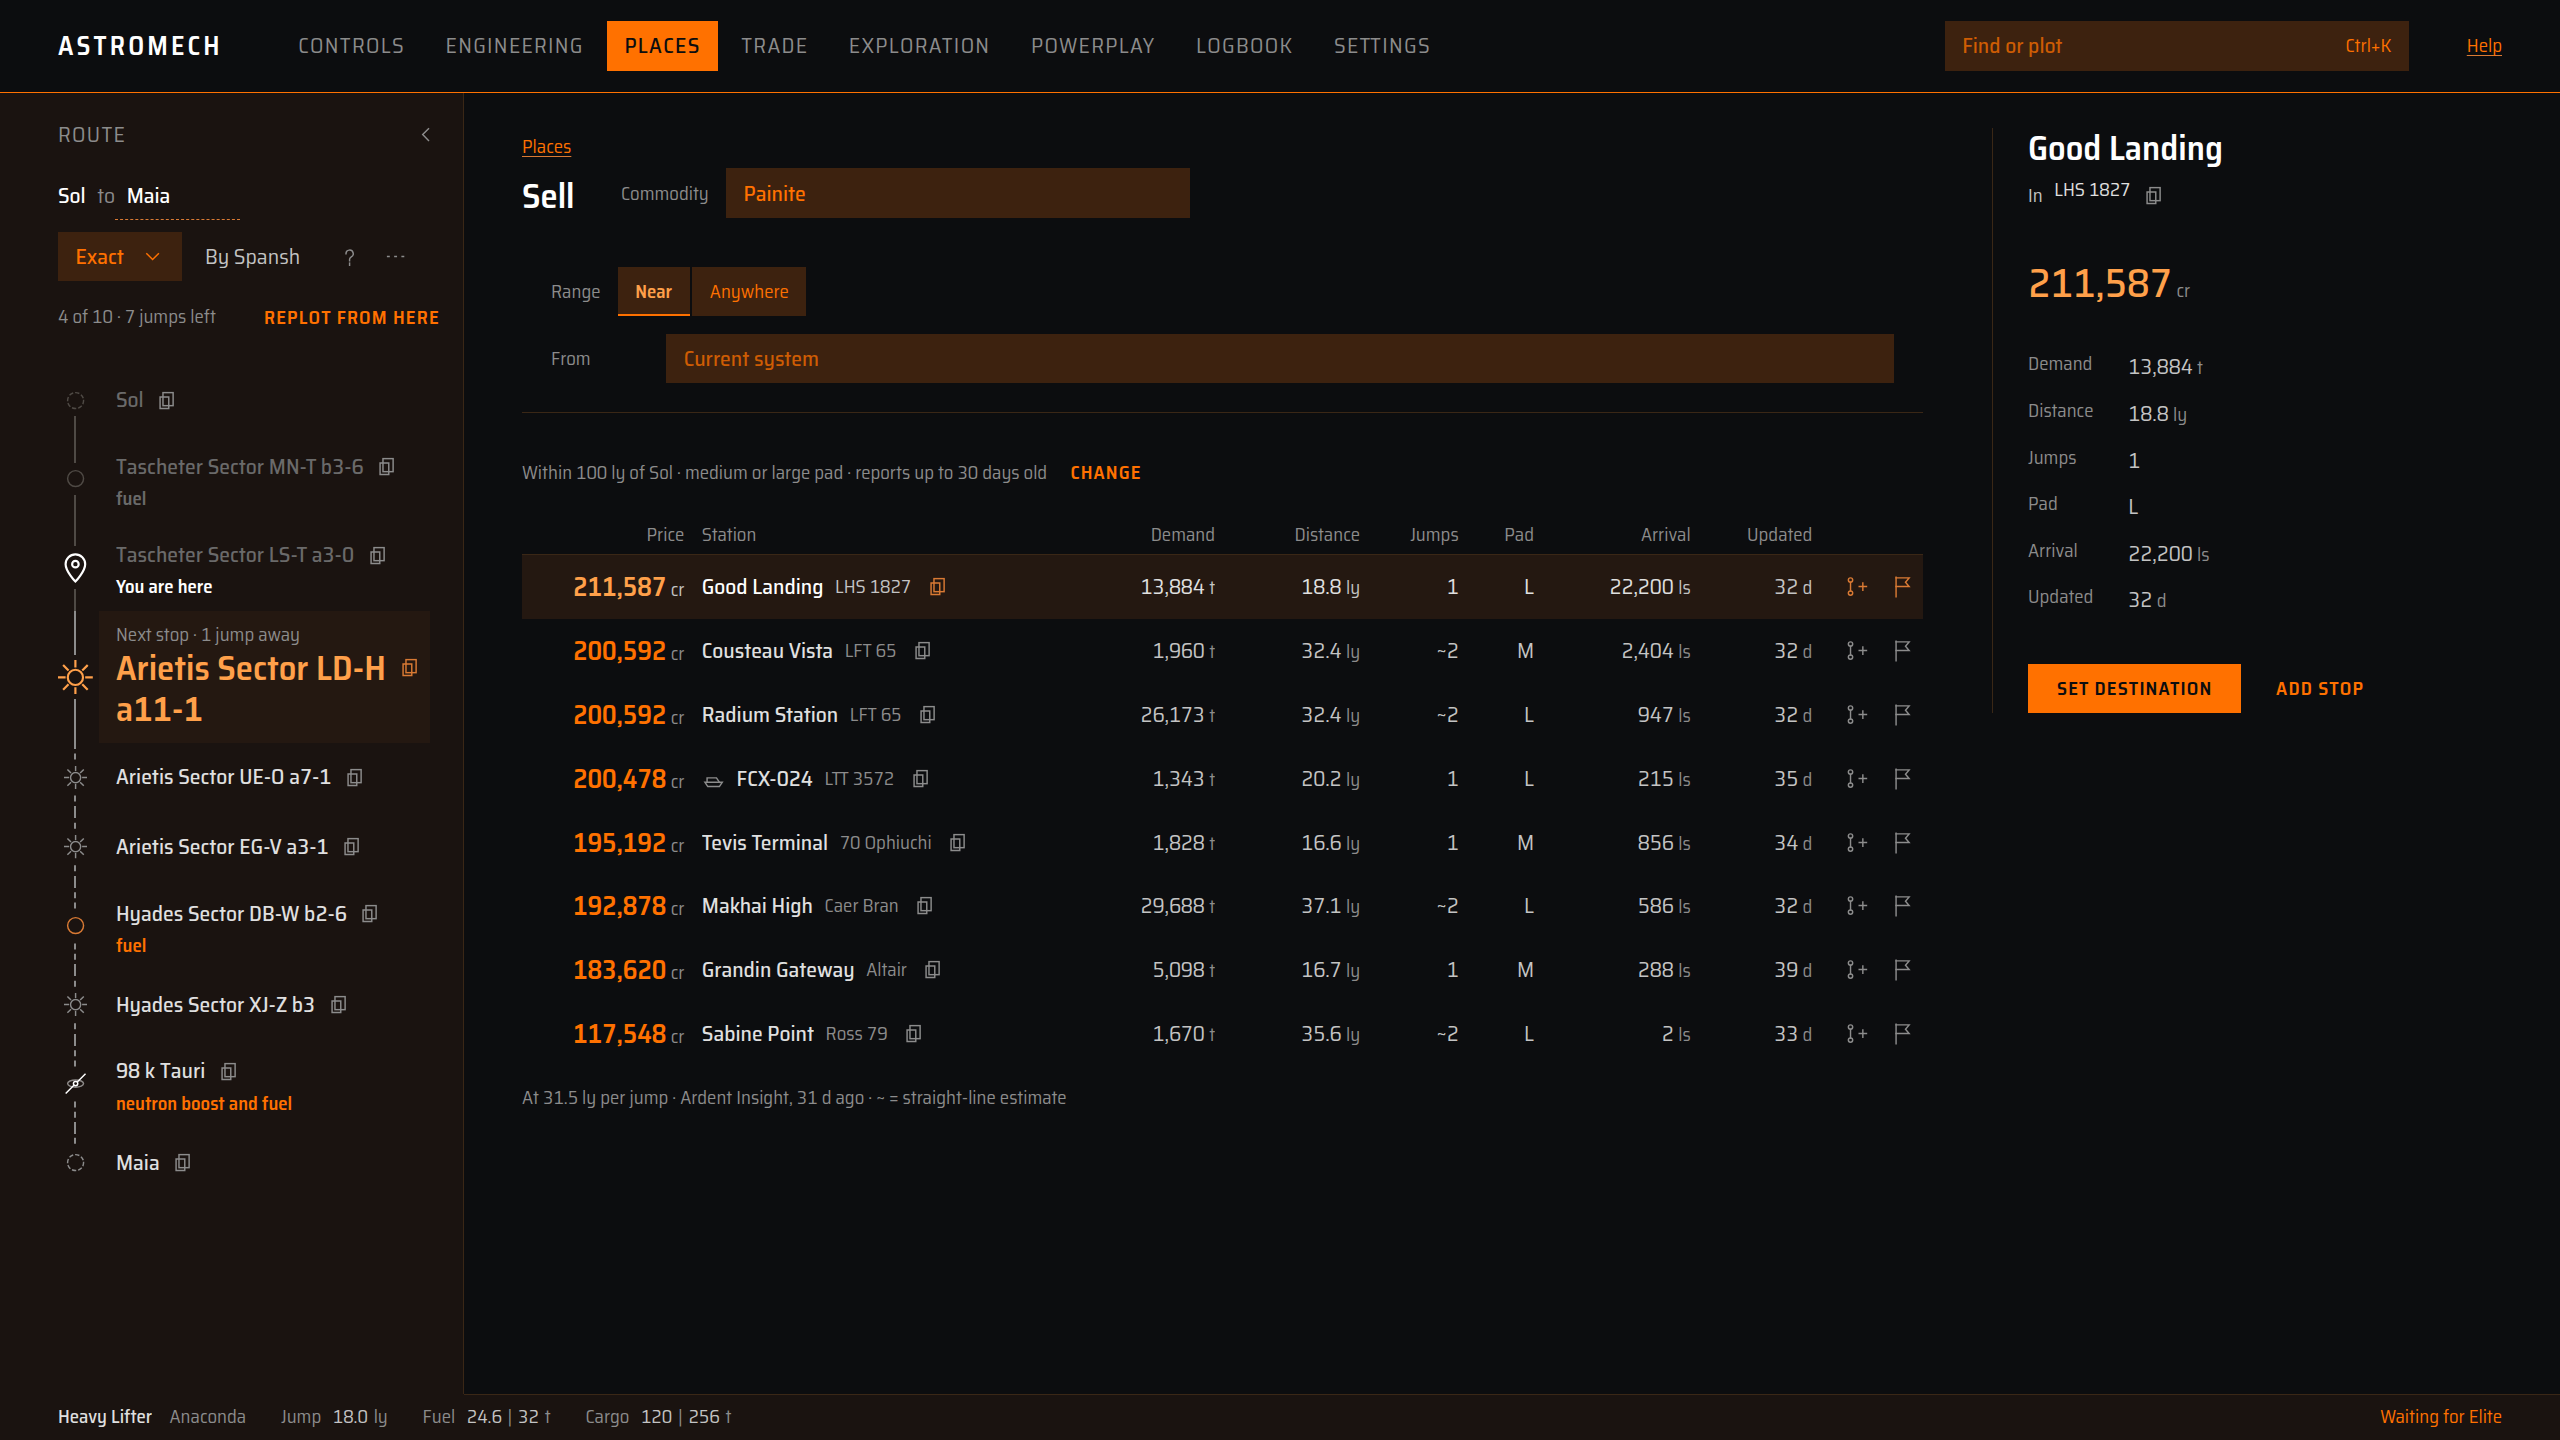 ASTROMECH CONTROLS ENGINEERING PLACES TRADE EXPLORATION POWERPLAY LOGBOOK SETTINGS Find or plot Ctrl+K Help
ROUTE
Sol to Maia
Exact By Spansh ? ...
4 of 10 · 7 jumps left REPLOT FROM HERE
Sol
Tascheter Sector MN-T b3-6
fuel
Tascheter Sector LS-T a3-0
You are here
Next stop · 1 jump away
Arietis Sector LD-H
a11-1
Arietis Sector UE-O a7-1
Arietis Sector EG-V a3-1
Hyades Sector DB-W b2-6
fuel
Hyades Sector XJ-Z b3
98 k Tauri
neutron boost and fuel
Maia
Places
Sell Commodity Painite
Range Near Anywhere
From Current system
Within 100 ly of Sol · medium or large pad · reports up to 30 days old CHANGE
Price Station Demand Distance Jumps Pad Arrival Updated
211,587 cr Good Landing LHS 1827 13,884 t 18.8 ly 1 L 22,200 ls 32 d
200,592 cr Cousteau Vista LFT 65 1,960 t 32.4 ly ~2 M 2,404 ls 32 d
200,592 cr Radium Station LFT 65 26,173 t 32.4 ly ~2 L 947 ls 32 d
200,478 cr FCX-024 LTT 3572 1,343 t 20.2 ly 1 L 215 ls 35 d
195,192 cr Tevis Terminal 70 Ophiuchi 1,828 t 16.6 ly 1 M 856 ls 34 d
192,878 cr Makhai High Caer Bran 29,688 t 37.1 ly ~2 L 586 ls 32 d
183,620 cr Grandin Gateway Altair 5,098 t 16.7 ly 1 M 288 ls 39 d
117,548 cr Sabine Point Ross 79 1,670 t 35.6 ly ~2 L 2 ls 33 d
At 31.5 ly per jump · Ardent Insight, 31 d ago · ~ = straight-line estimate
Good Landing
In LHS 1827
211,587 cr
Demand 13,884 t
Distance 18.8 ly
Jumps 1
Pad L
Arrival 22,200 ls
Updated 32 d
SET DESTINATION ADD STOP
Heavy Lifter Anaconda Jump 18.0 ly Fuel 24.6 | 32 t Cargo 120 | 256 t Waiting for Elite